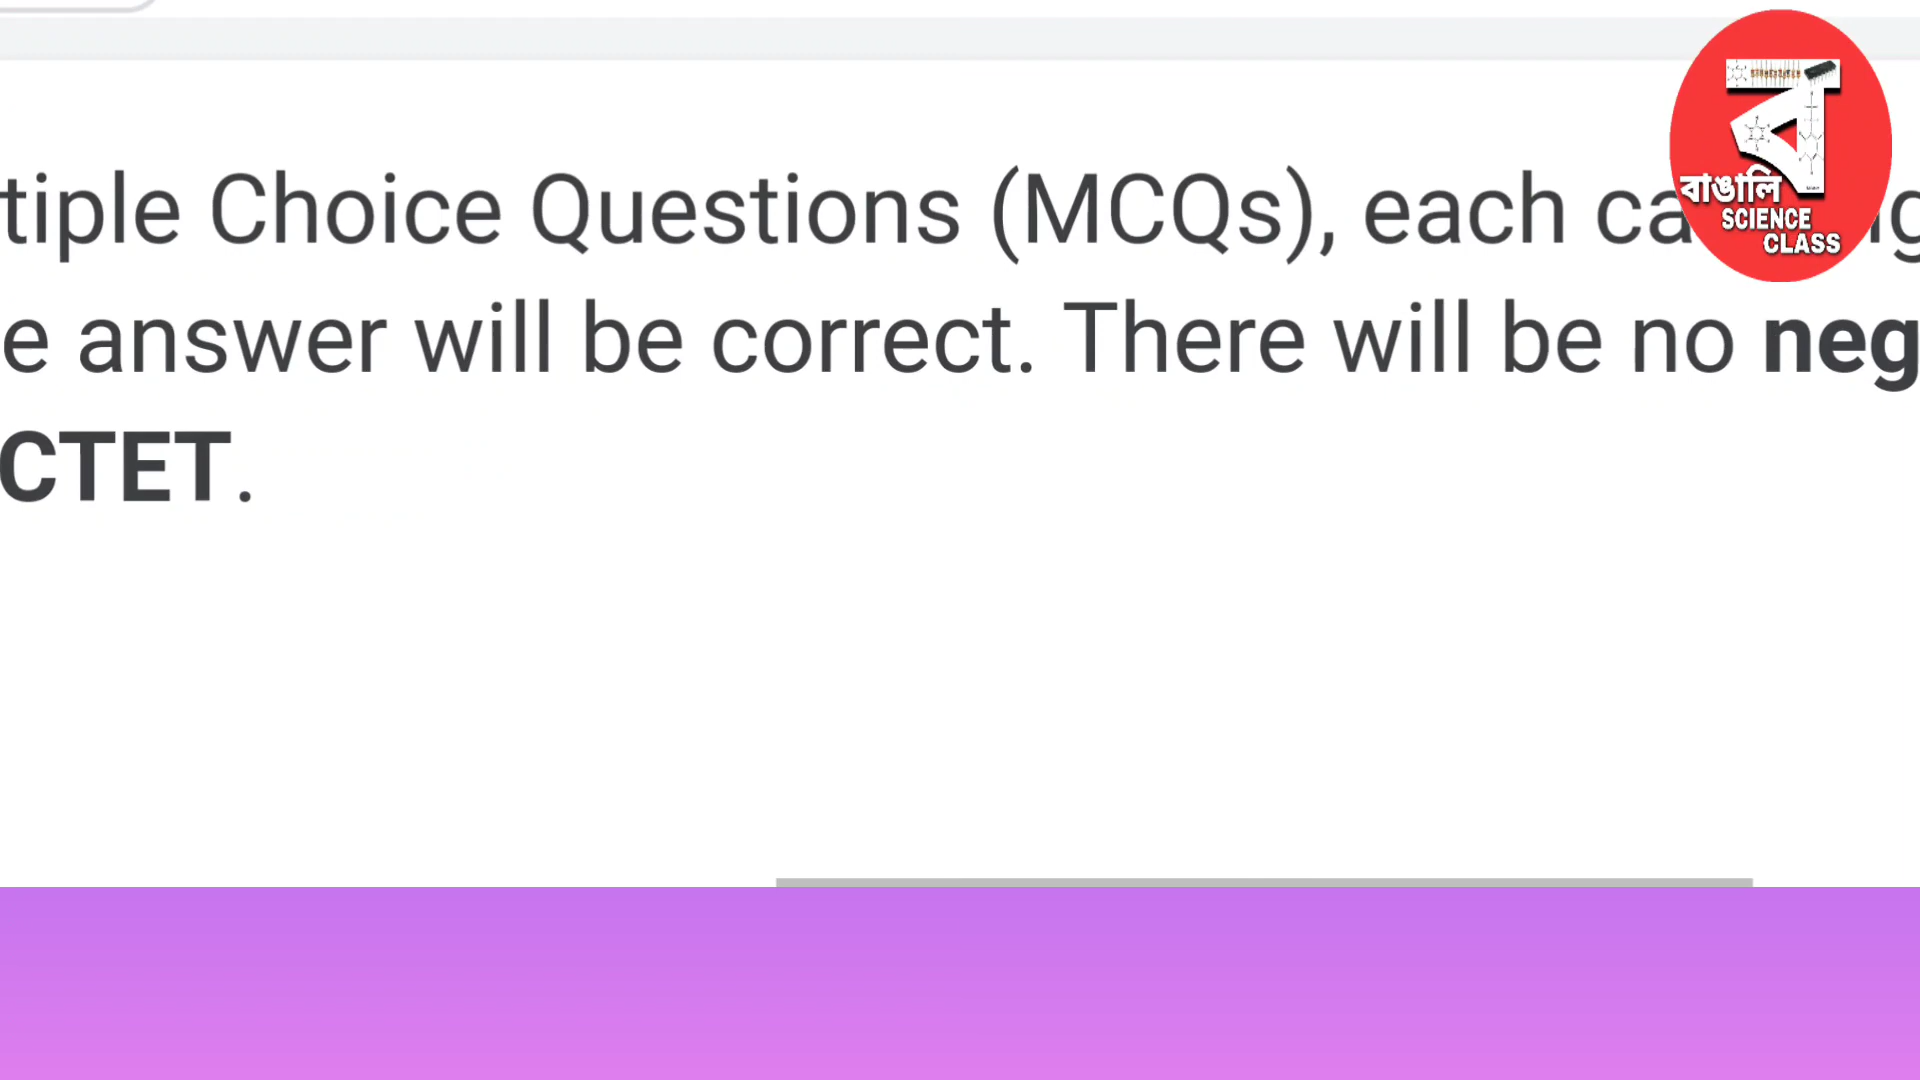 tiple Choice Questions (MCQs), each ca
e answer will be correct. There will be no neg
CTET.
ব
বাঙালি
SCIENCE
CLASS